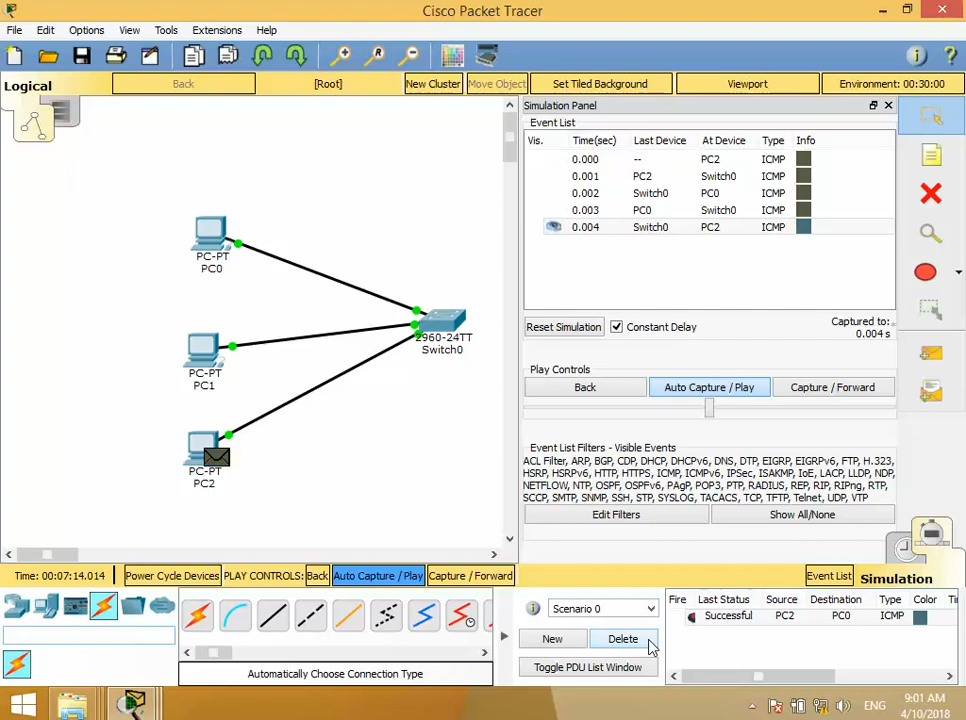 Cisco Packet Tracer
File Edit Options View Tools Extensions Help
Logical
Back
[Root]
New Cluster
Move Object
Set Tiled Background
Viewport
Environment: 00:30:00
Simulation Panel
Event List
Vis. Time(sec) Last Device At Device Type Info
0.000 -- PC2 ICMP
0.001 PC2 Switch0 ICMP
0.002 Switch0 PC0 ICMP
0.003 PC0 Switch0 ICMP
0.004 Switch0 PC2 ICMP
PC-PT
PC0
PC-PT
PC1
PC-PT
PC2
2960-24TT
Switch0
Reset Simulation
Constant Delay
Captured to:
0.004 s
Play Controls
Back
Auto Capture / Play
Capture / Forward
Event List Filters - Visible Events
ACL Filter, ARP, BGP, CDP, DHCP, DHCPv6, DNS, DTP, EIGRP, EIGRPv6, FTP, H.323,
HSRP, HSRPv6, HTTP, HTTPS, ICMP, ICMPv6, IPSec, ISAKMP, IoE, LACP, LLDP, NDP,
NETFLOW, NTP, OSPF, OSPFv6, PAgP, POP3, PTP, RADIUS, REP, RIP, RIPng, RTP,
SCCP, SMTP, SNMP, SSH, STP, SYSLOG, TACACS, TCP, TFTP, Telnet, UDP, VTP
Edit Filters
Show All/None
Time: 00:07:14.014
Power Cycle Devices
PLAY CONTROLS:
Back
Auto Capture / Play
Capture / Forward
Event List
Simulation
Scenario 0
New
Delete
Toggle PDU List Window
Fire Last Status Source Destination Type Color
Successful PC2 PC0 ICMP
Automatically Choose Connection Type
ENG
9:01 AM
4/10/2018